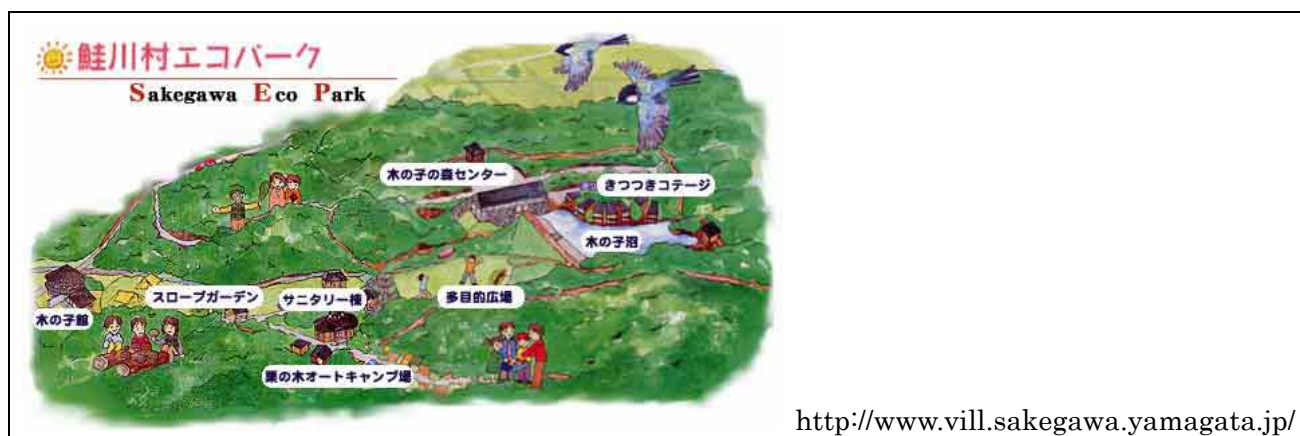 鮭川村エコパーク
Sakegawa Eco Park
木の子の森センター
きつつきコテージ
木の子沼
スロープガーデン
サニタリー棟
多目的広場
木の子館
栗の木オートキャンプ場
http://www.vill.sakegawa.yamagata.jp/